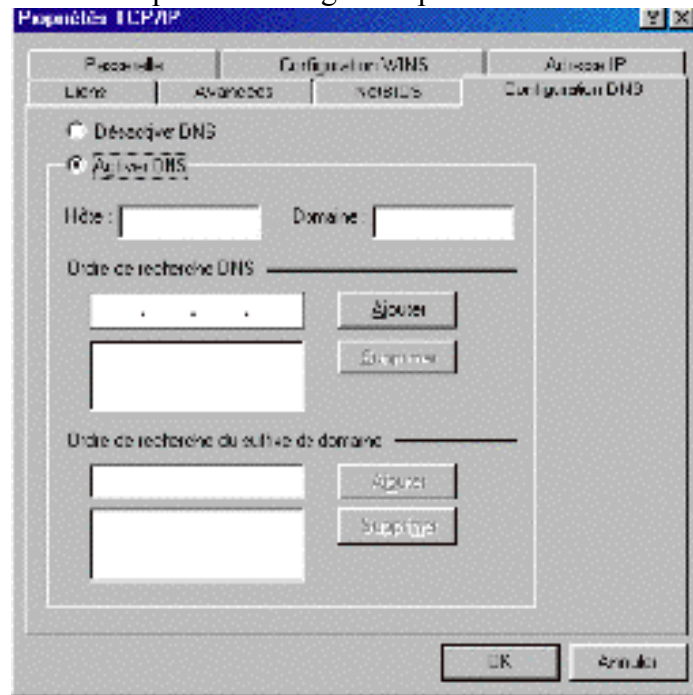 Propriétés TCP/IP
Passerelle Configuration WINS Adresse IP
Liens Avancées NetBIOS Configuration DNS
Désactiver DNS
Activer DNS
Hôte : Domaine :
Ordre de recherche DNS
Ajouter
Supprimer
Ordre de recherche du suffixe de domaine
Ajouter
Supprimer
OK Annuler